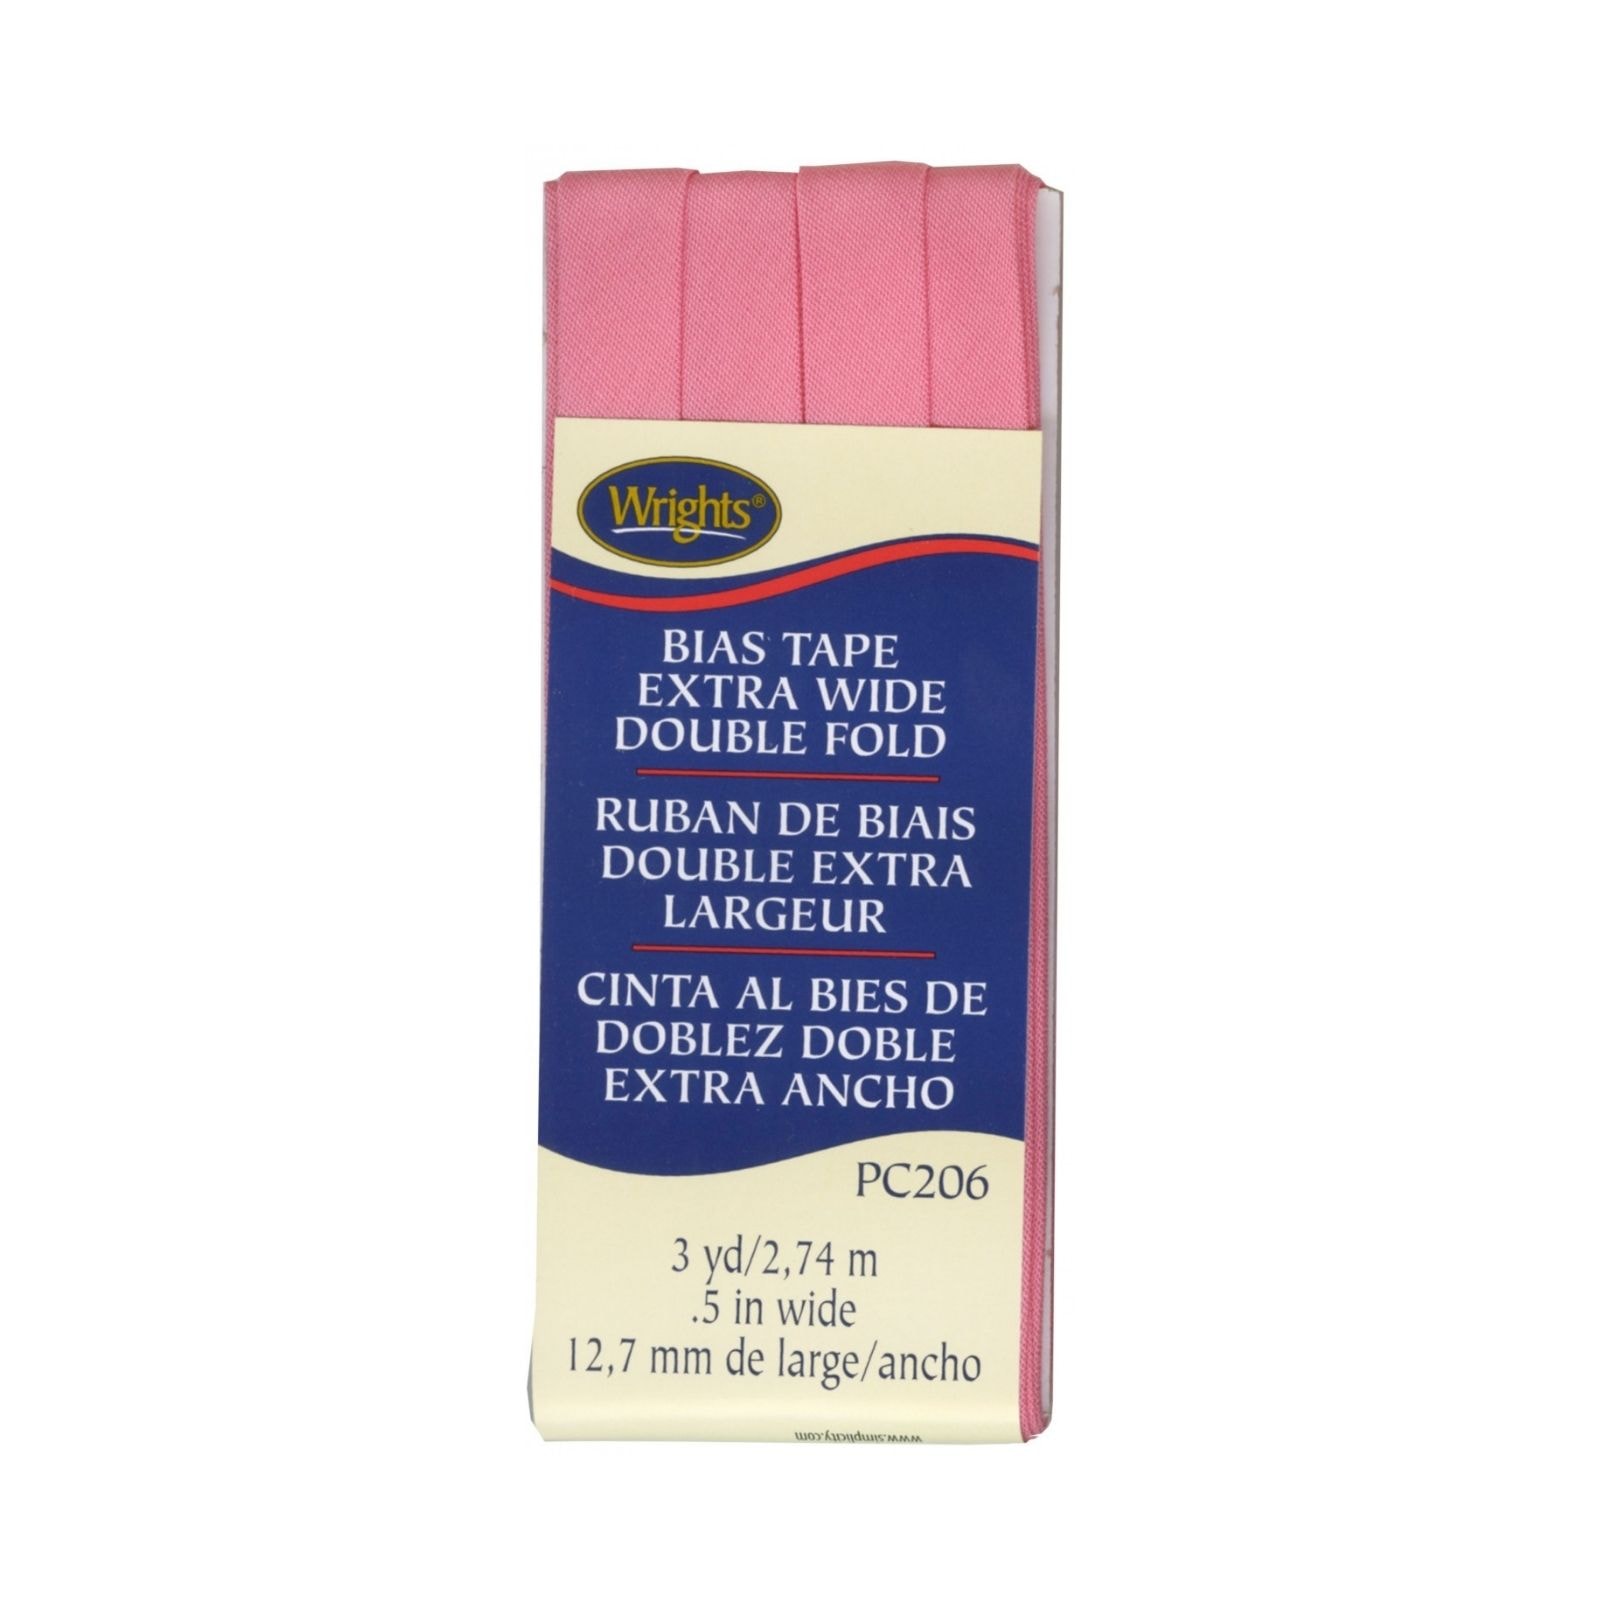 Wrights®
BIAS TAPE
EXTRA WIDE
DOUBLE FOLD
RUBAN DE BIAIS
DOUBLE EXTRA
LARGEUR
CINTA AL BIES DE
DOBLEZ DOBLE
EXTRA ANCHO
PC206
3 yd/2,74 m
.5 in wide
12,7 mm de large/ancho
www.simplicity.com